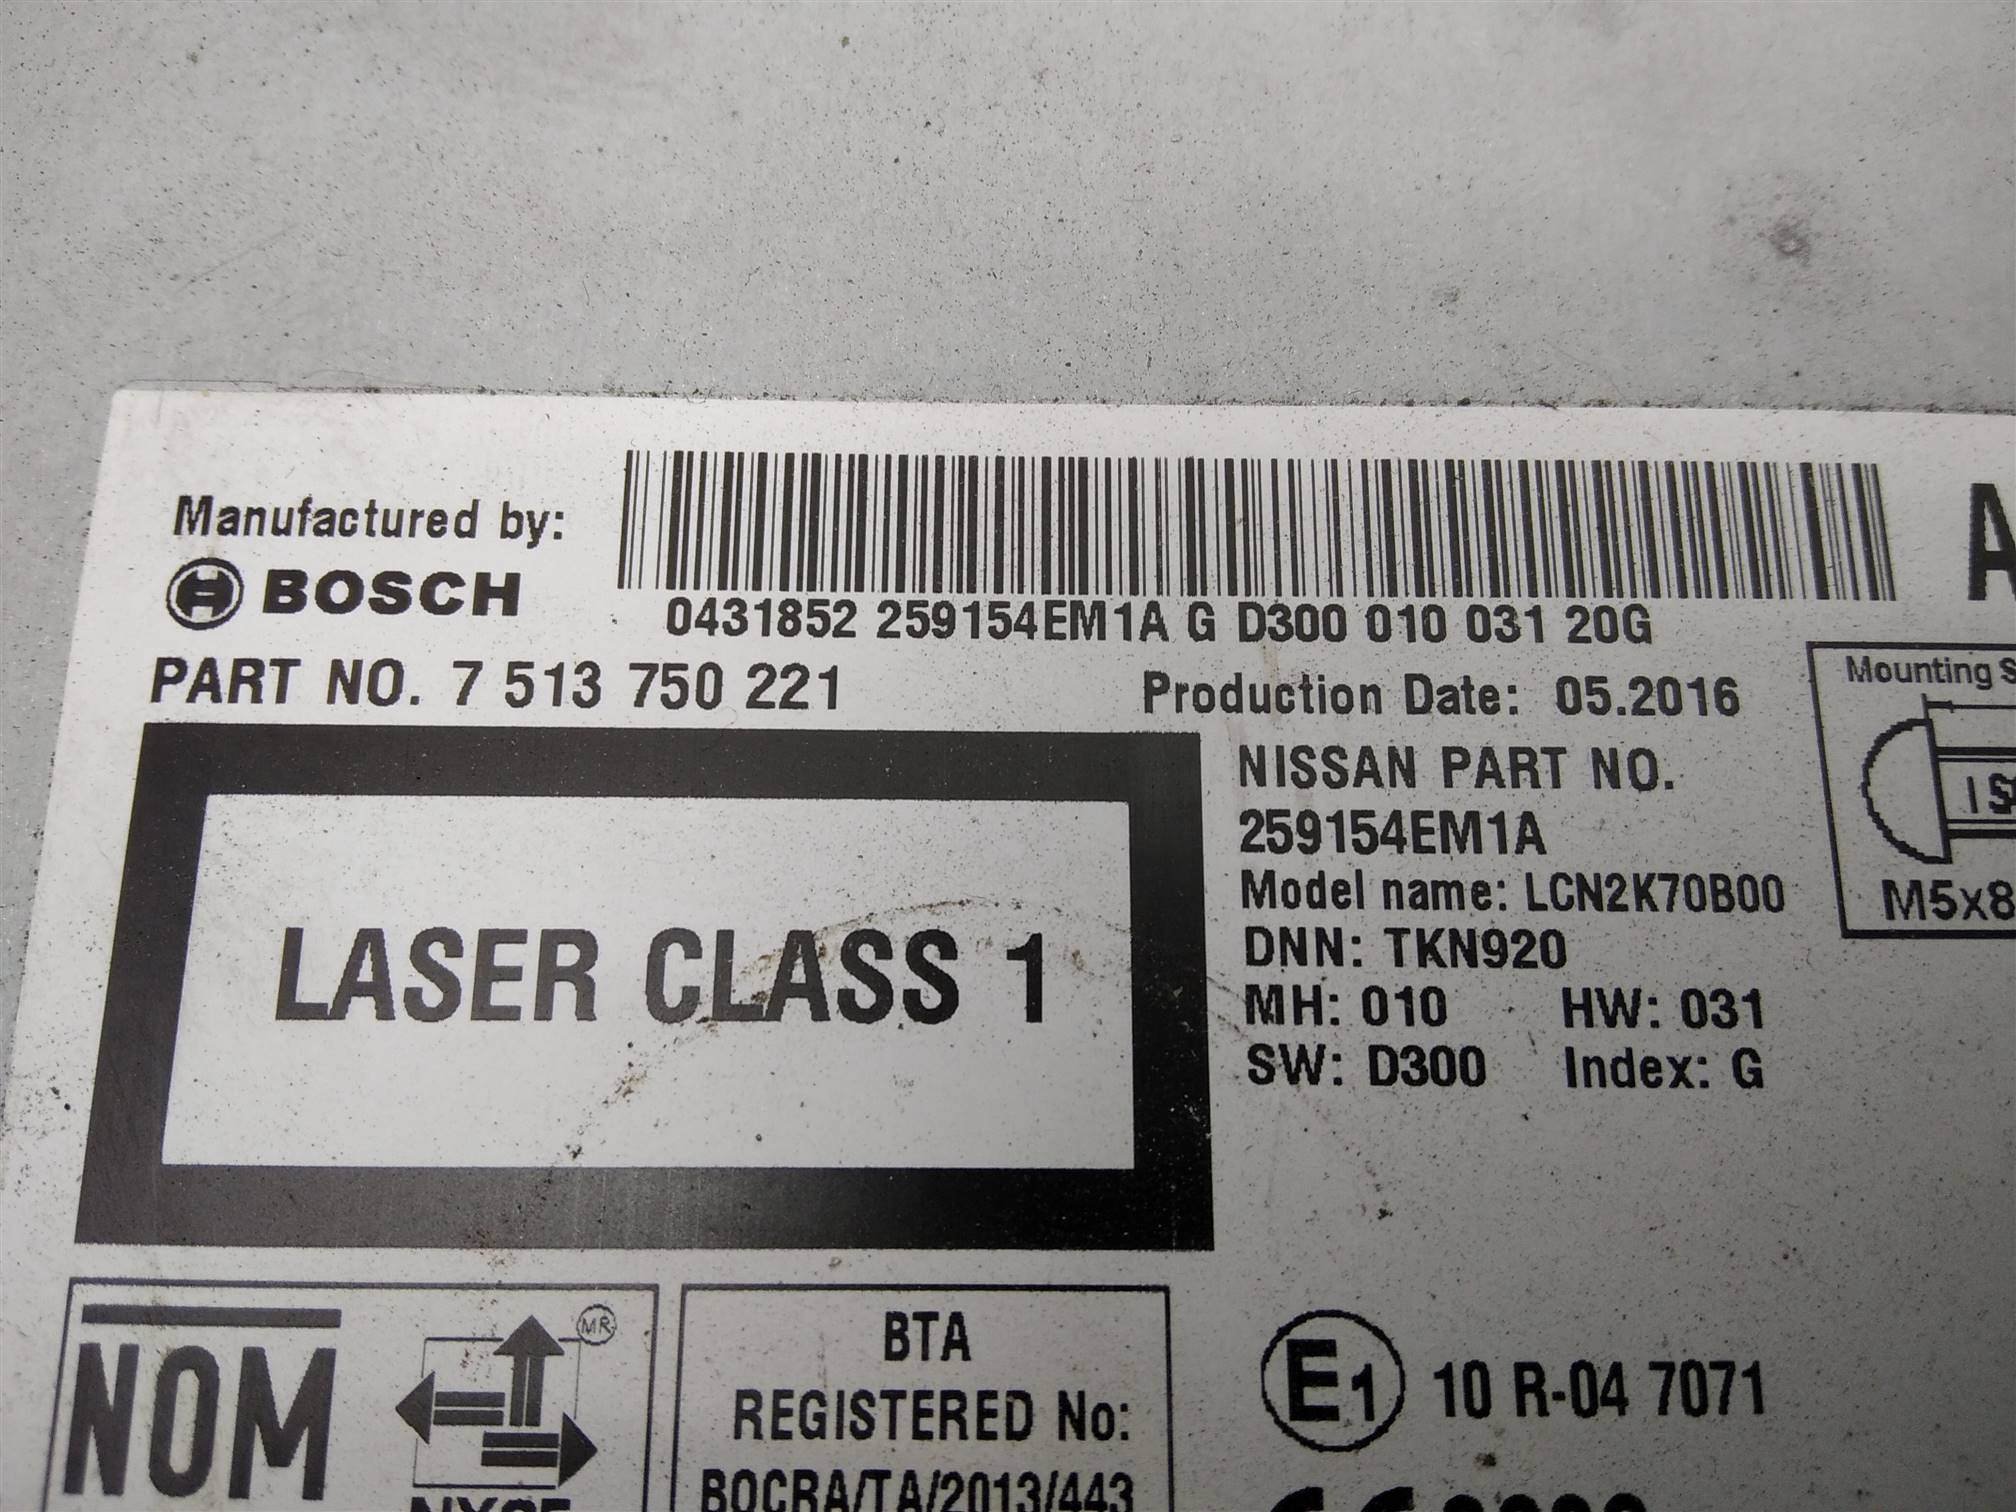 Manufactured by:
BOSCH
0431852 259154EM1A G D300 010 031 20G
PART NO. 7 513 750 221
Production Date: 05.2016
Mounting
NISSAN PART NO.
259154EM1A
Model name: LCN2K70B00
DNN: TKN920
MH: 010 HW: 031
SW: D300 Index: G
M5x8
LASER CLASS 1
NOM
MR
BTA
REGISTERED No:
BOCRA/TA/2013/443
E1 10 R-04 7071